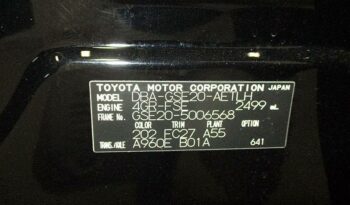 TOYOTA MOTOR CORPORATION JAPAN
MODEL DBA-GSE20-AETLH
ENGINE 4GR-FSE 2499 mL
FRAME No. GSE20-5006568
COLOR TRIM PLANT OPTION
202 FC27 A55
TRANS./AXLE A960E B01A 641